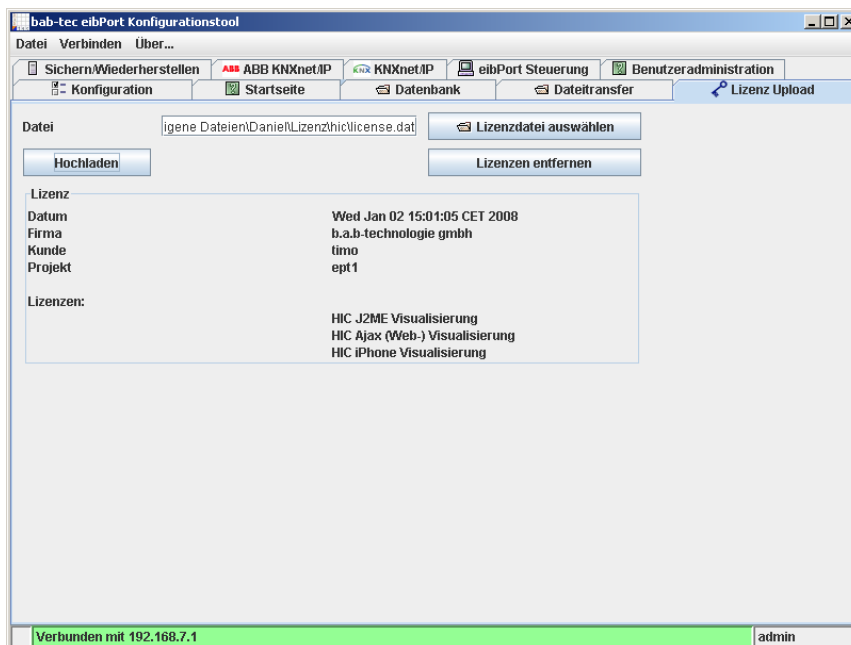 bab-tec eibPort Konfigurationstool
Datei Verbinden Über...
Sichern/Wiederherstellen ABB ABB KNXnet/IP KNX KNXnet/IP eibPort Steuerung Benutzeradministration
Konfiguration Startseite Datenbank Dateitransfer Lizenz Upload
Datei igene Dateien\Daniel\Lizenz\hic\license.dat Lizenzdatei auswählen
Hochladen Lizenzen entfernen
Lizenz
Datum Wed Jan 02 15:01:05 CET 2008
Firma b.a.b-technologie gmbh
Kunde timo
Projekt ept1
Lizenzen:
HIC J2ME Visualisierung
HIC Ajax (Web-) Visualisierung
HIC iPhone Visualisierung
Verbunden mit 192.168.7.1 admin